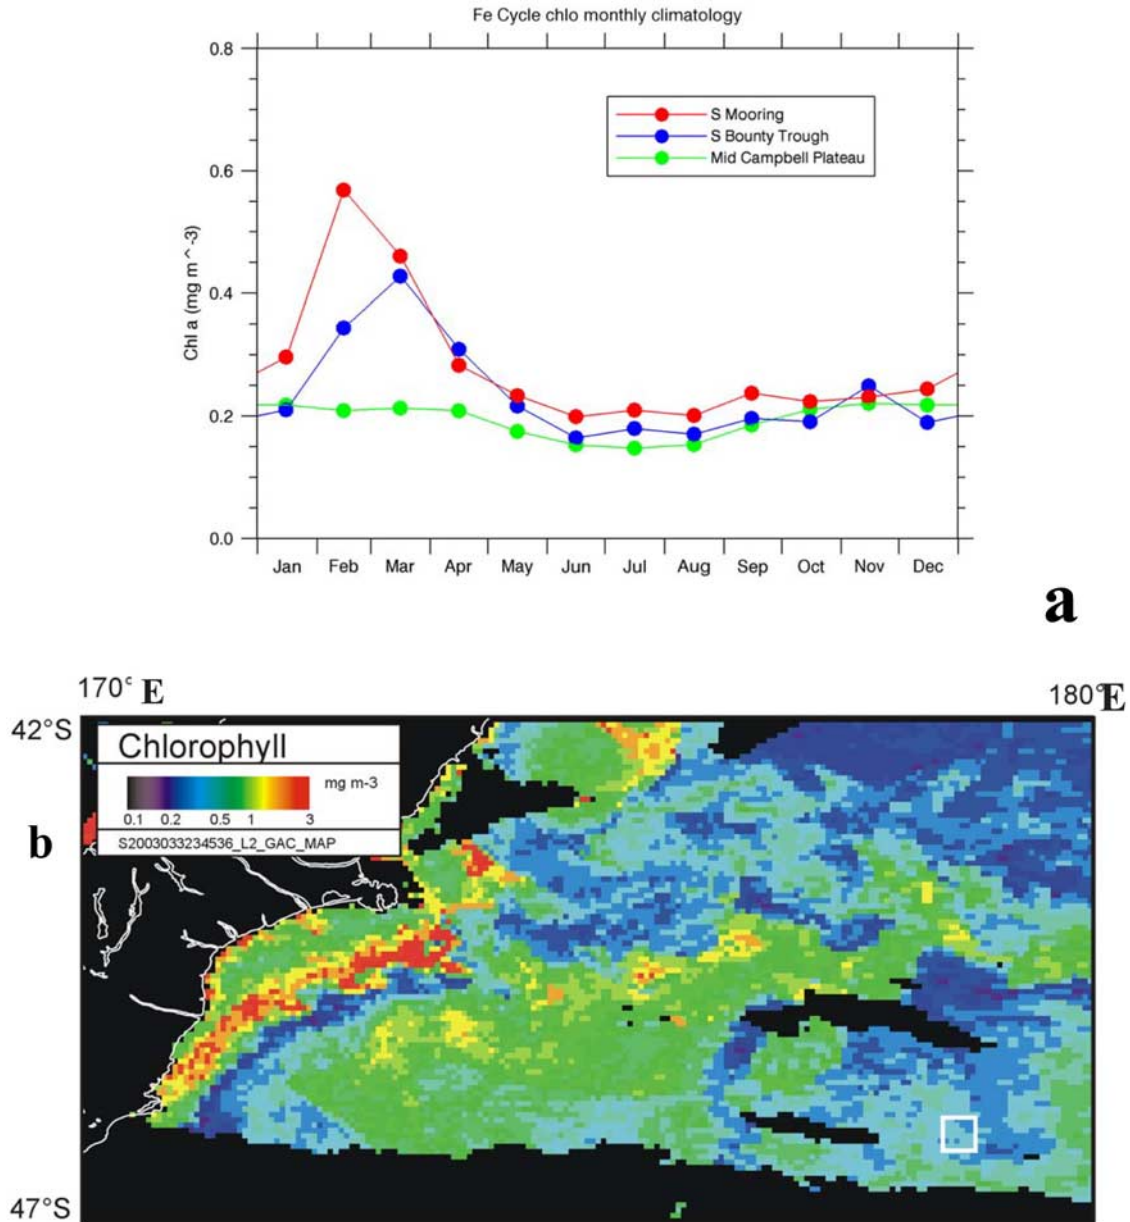 Fe Cycle chlo monthly climatology
0.8
0.6
0.4
0.2
0.0
Chl a (mg m ^ -3)
S Mooring
S Bounty Trough
Mid Campbell Plateau
Jan Feb Mar Apr May Jun Jul Aug Sep Oct Nov Dec
a
170° E
180°E
42°S
Chlorophyll
mg m-3
0.1 0.2 0.5 1 3
S2003033234536_L2_GAC_MAP
b
47°S